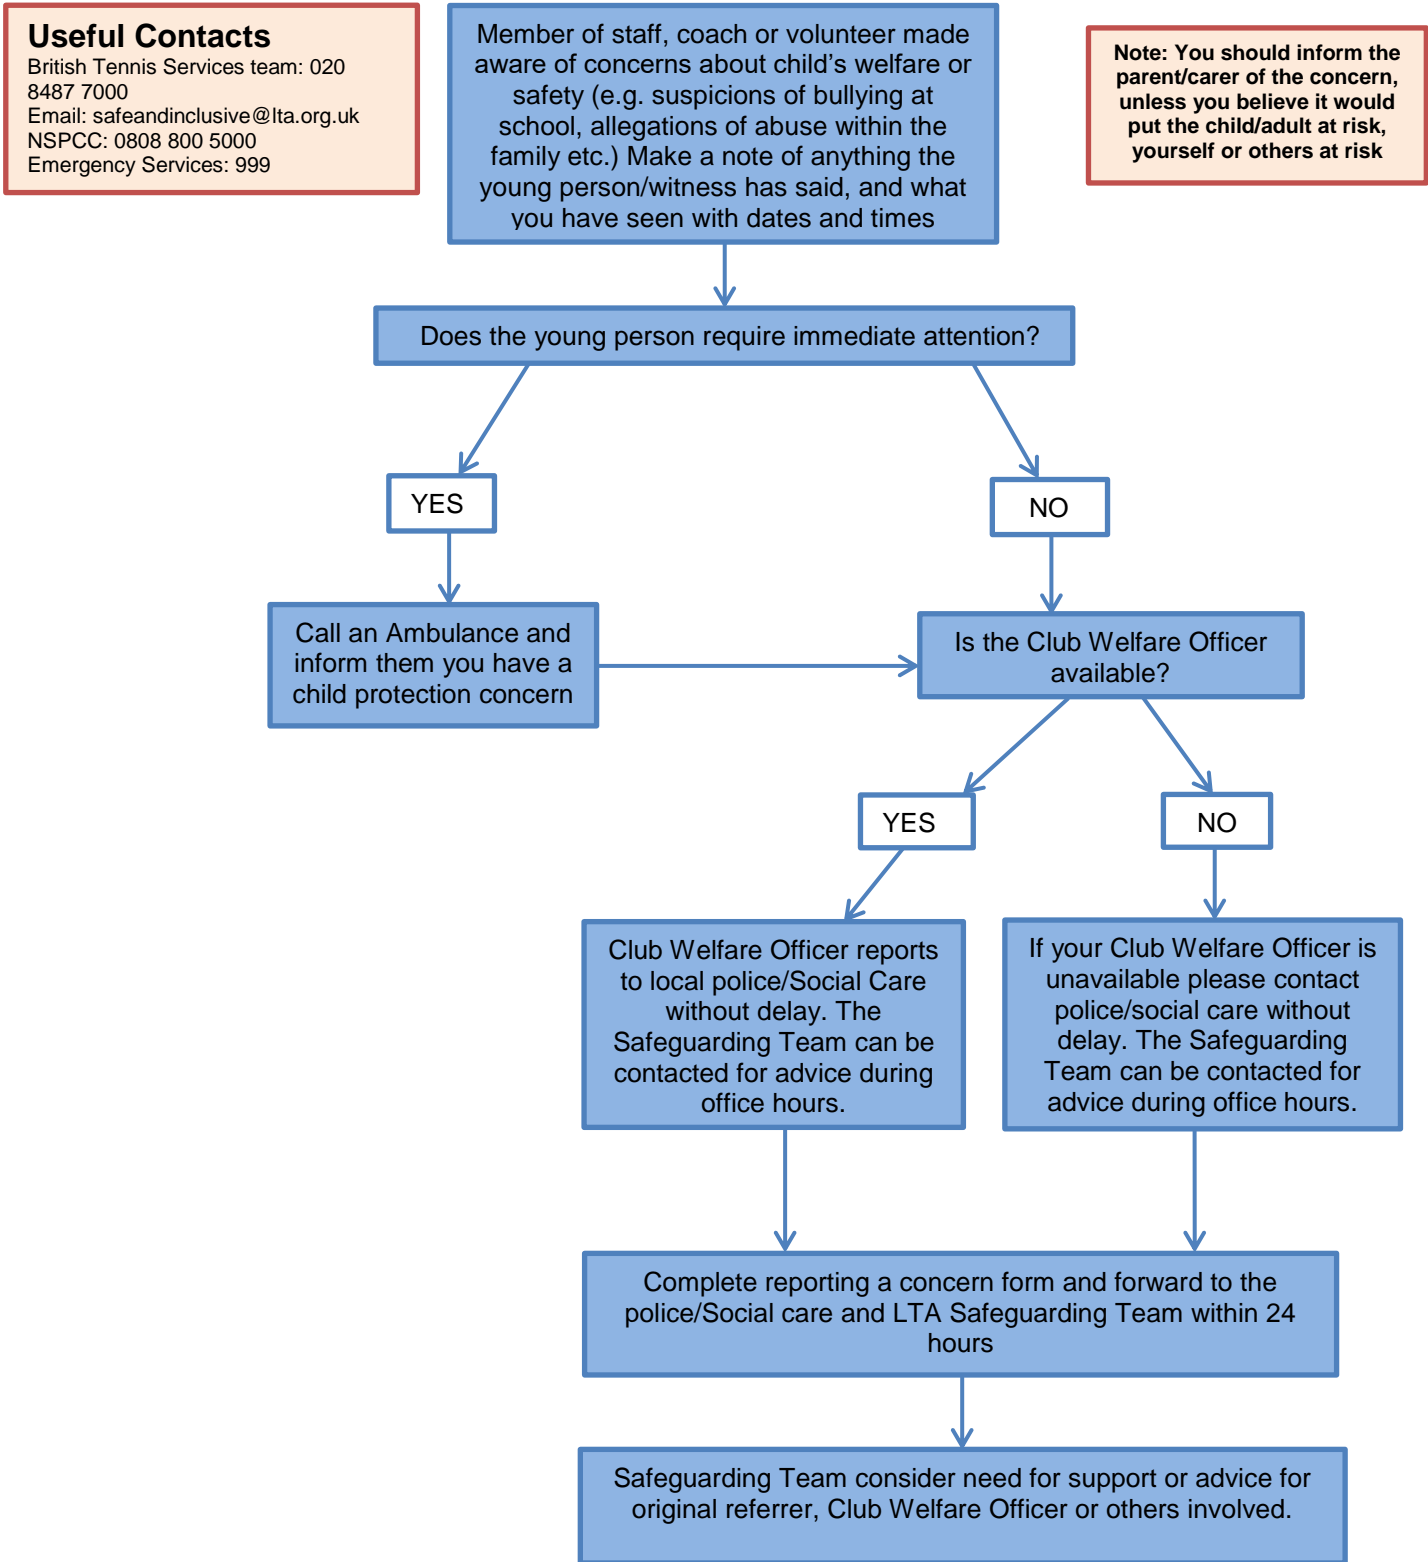 Useful Contacts
British Tennis Services team: 020
8487 7000
Email: safeandinclusive@lta.org.uk
NSPCC: 0808 800 5000
Emergency Services: 999
Member of staff, coach or volunteer made
aware of concerns about child’s welfare or
safety (e.g. suspicions of bullying at
school, allegations of abuse within the
family etc.) Make a note of anything the
young person/witness has said, and what
you have seen with dates and times
Note: You should inform the
parent/carer of the concern,
unless you believe it would
put the child/adult at risk,
yourself or others at risk
Does the young person require immediate attention?
YES
NO
Call an Ambulance and
inform them you have a
child protection concern
Is the Club Welfare Officer
available?
YES
NO
Club Welfare Officer reports
to local police/Social Care
without delay. The
Safeguarding Team can be
contacted for advice during
office hours.
If your Club Welfare Officer is
unavailable please contact
police/social care without
delay. The Safeguarding
Team can be contacted for
advice during office hours.
Complete reporting a concern form and forward to the
police/Social care and LTA Safeguarding Team within 24
hours
Safeguarding Team consider need for support or advice for
original referrer, Club Welfare Officer or others involved.